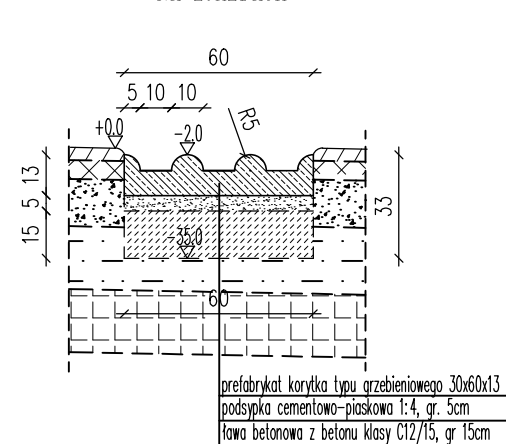 60
5 10 10
R5
+0.0
-2.0
13
5
15
33
-35.0
60
prefabrykat korytka typu grzebieniowego 30x60x13
podsypka cementowo-piaskowa 1:4, gr. 5cm
ława betonowa z betonu klasy C12/15, gr 15cm